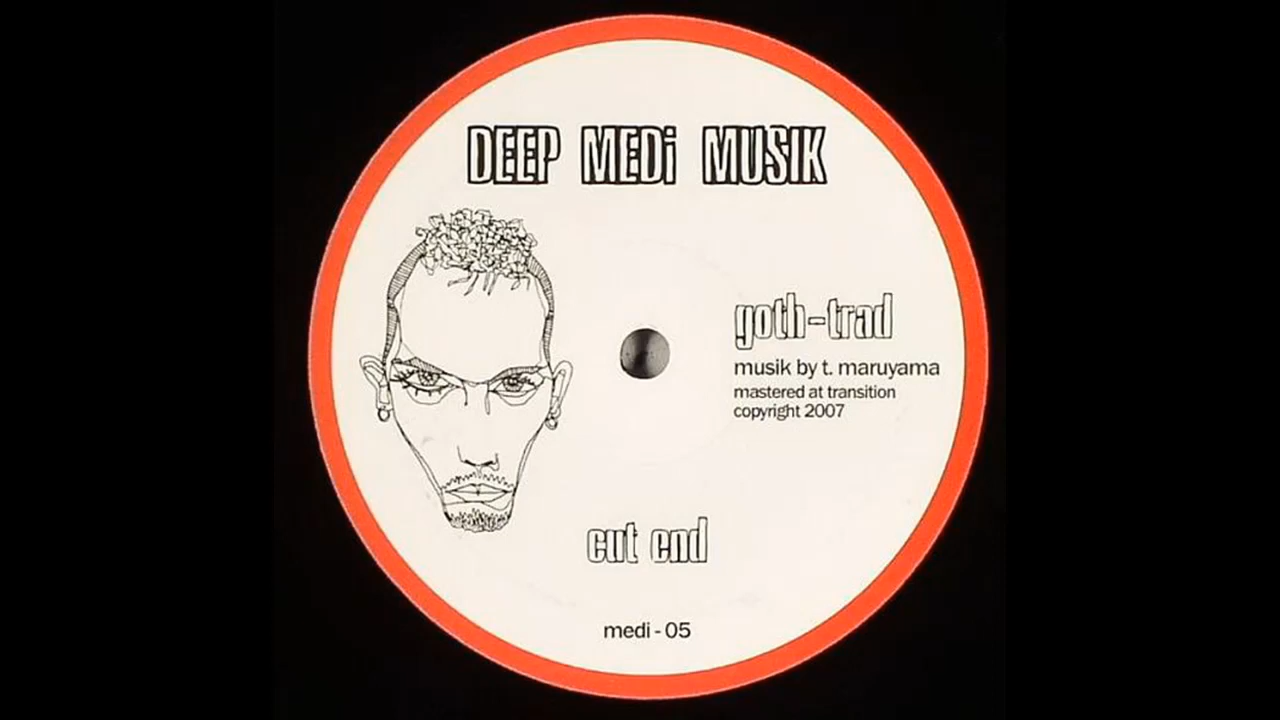 DEEP MEDi MUSIK
goth-trad
musik by t. maruyama
mastered at transition
copyright 2007
cut end
medi - 05